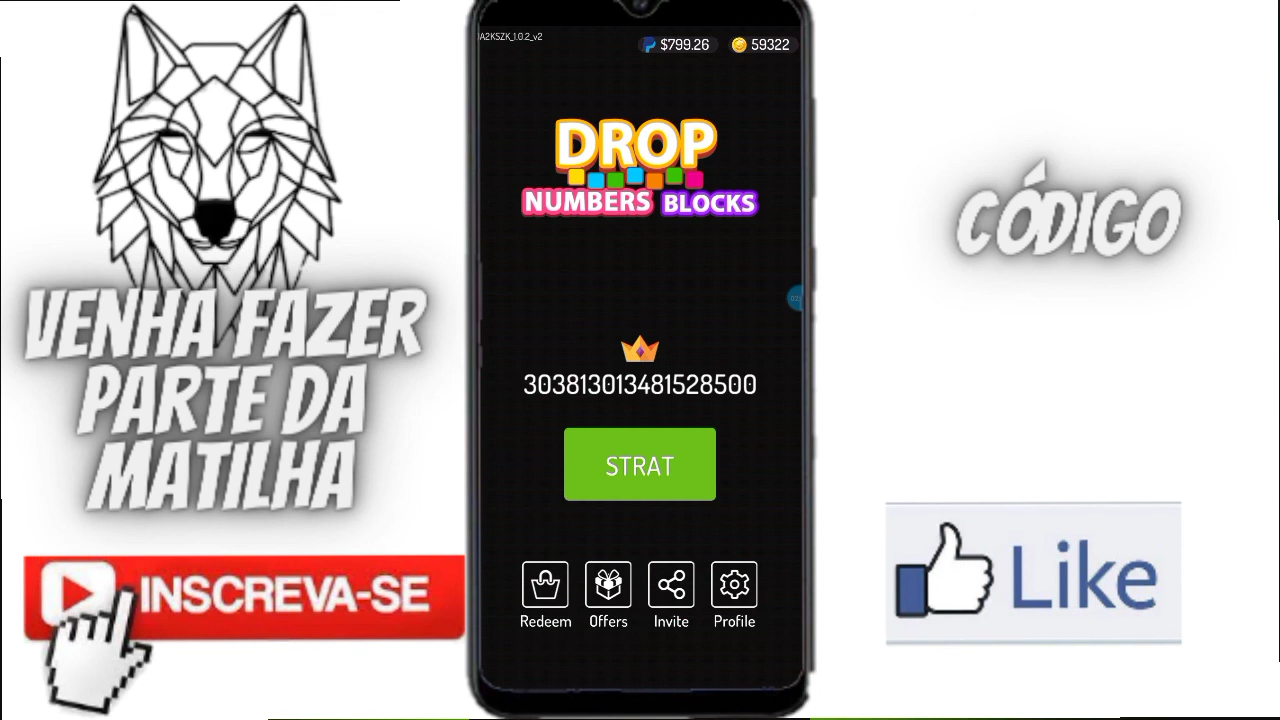 A2KSZK_1.0.2_v2
$799.26
59322
DROP
NUMBERS BLOCKS
303813013481528500
STRAT
Redeem
Offers
Invite
Profile
VENHA FAZER
PARTE DA
MATILHA
INSCREVA-SE
CÓDIGO
Like